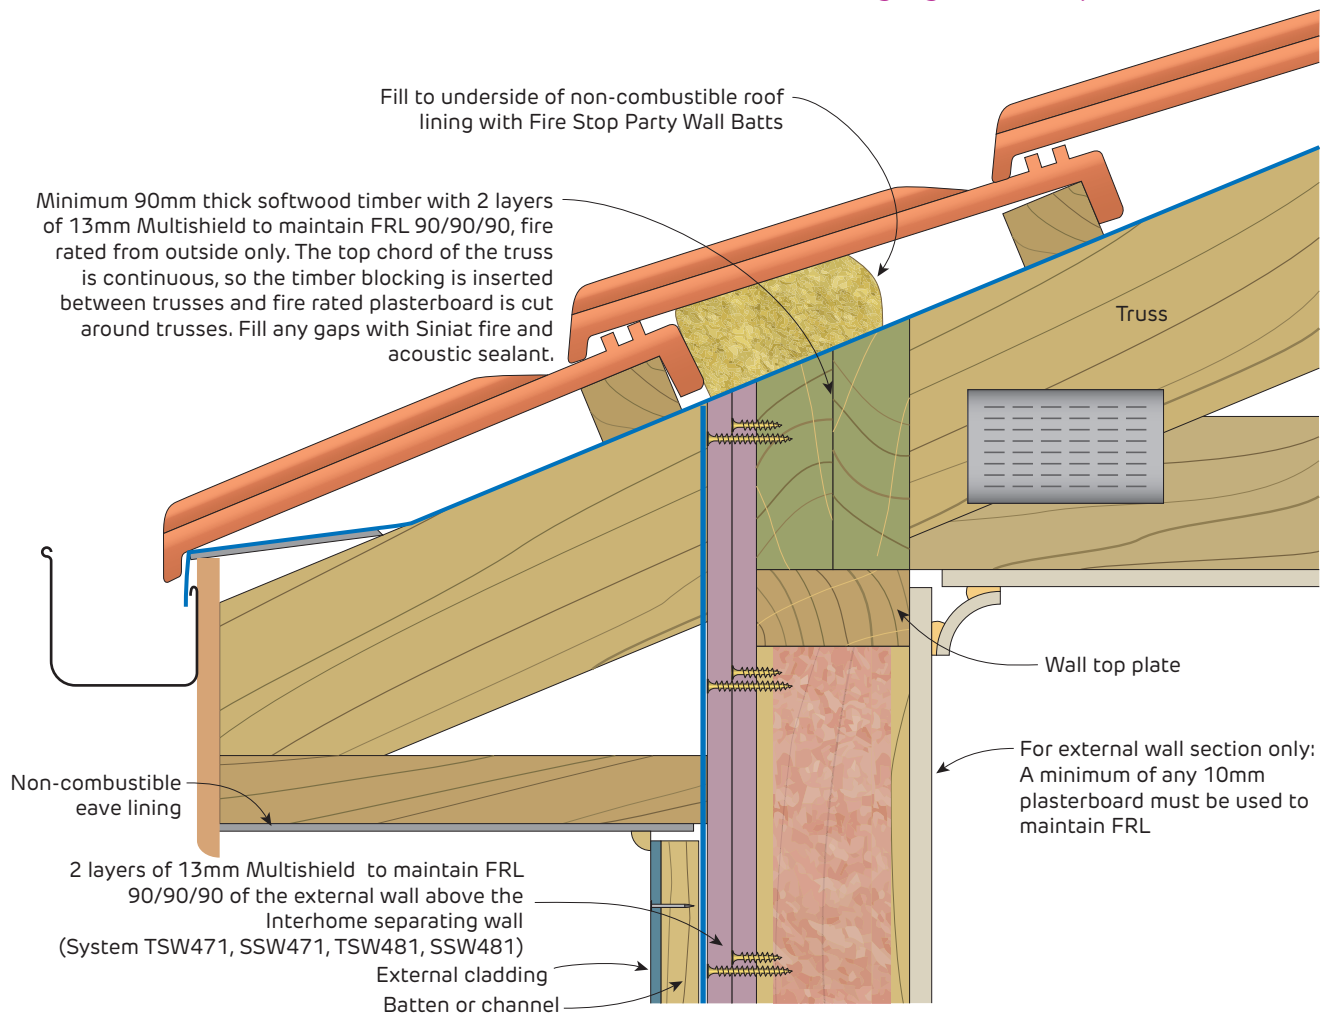 Fill to underside of non-combustible roof
lining with Fire Stop Party Wall Batts
Minimum 90mm thick softwood timber with 2 layers
of 13mm Multishield to maintain FRL 90/90/90, fire
rated from outside only. The top chord of the truss
is continuous, so the timber blocking is inserted
between trusses and fire rated plasterboard is cut
around trusses. Fill any gaps with Siniat fire and
acoustic sealant.
Truss
Wall top plate
For external wall section only:
A minimum of any 10mm
plasterboard must be used to
maintain FRL
Non-combustible
eave lining
2 layers of 13mm Multishield  to maintain FRL
90/90/90 of the external wall above the
Interhome separating wall
(System TSW471, SSW471, TSW481, SSW481)
External cladding
Batten or channel